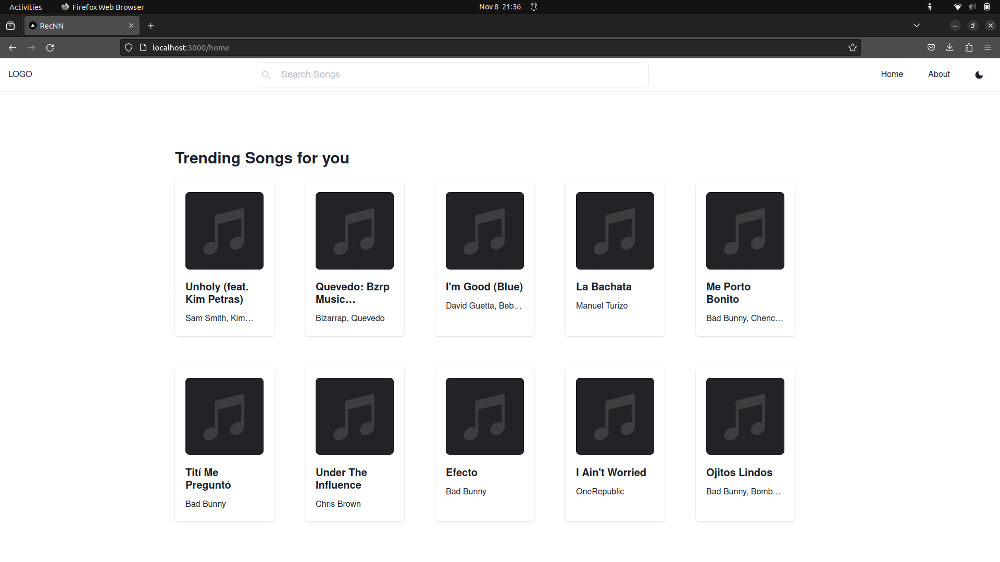 Activities
Firefox Web Browser
Nov 8 21:36
RecNN
localhost:3000/home
LOGO
Search Songs
Home
About
Trending Songs for you
Unholy (feat.
Kim Petras)
Sam Smith, Kim...
Quevedo: Bzrp
Music...
Bizarrap, Quevedo
I'm Good (Blue)
David Guetta, Beb...
La Bachata
Manuel Turizo
Me Porto
Bonito
Bad Bunny, Chenc...
Tití Me
Preguntó
Bad Bunny
Under The
Influence
Chris Brown
Efecto
Bad Bunny
I Ain't Worried
OneRepublic
Ojitos Lindos
Bad Bunny, Bomb...